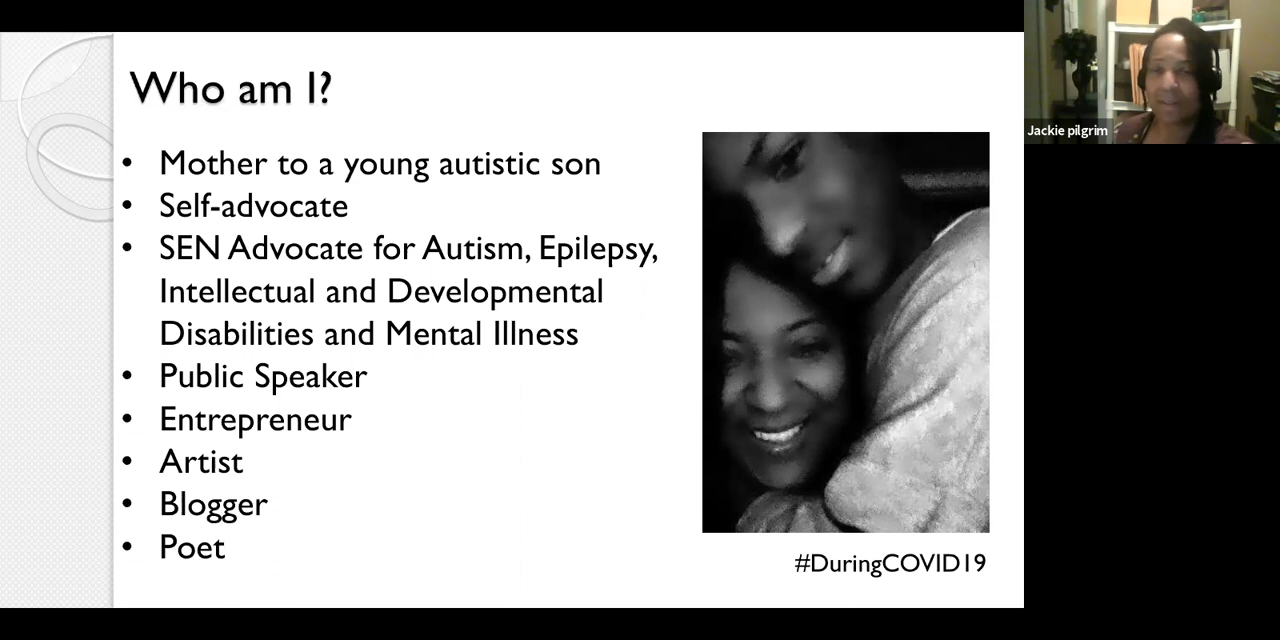 Who am I?
• Mother to a young autistic son
• Self-advocate
• SEN Advocate for Autism, Epilepsy,
Intellectual and Developmental
Disabilities and Mental Illness
• Public Speaker
• Entrepreneur
• Artist
• Blogger
• Poet
#DuringCOVID19
Jackie pilgrim